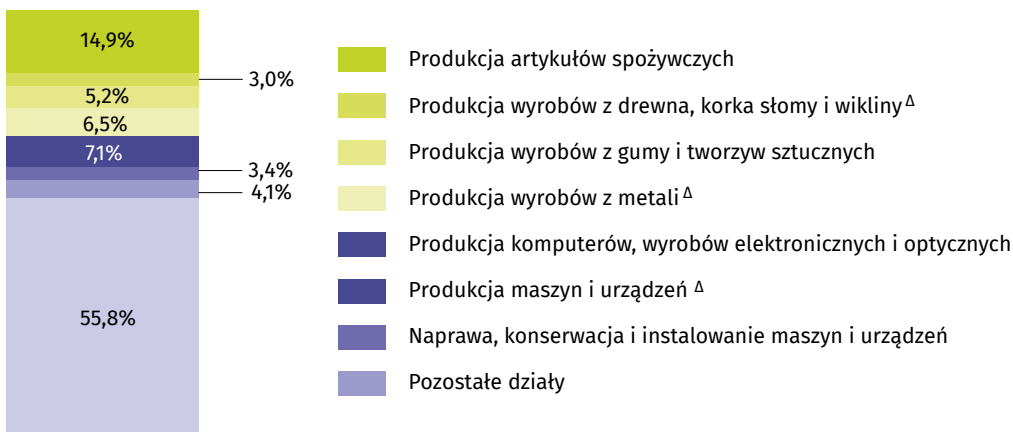 14,9%
3,0%
5,2%
6,5%
7,1%
3,4%
4,1%
55,8%
Produkcja artykułów spożywczych
Produkcja wyrobów z drewna, korka słomy i wikliny Δ
Produkcja wyrobów z gumy i tworzyw sztucznych
Produkcja wyrobów z metali Δ
Produkcja komputerów, wyrobów elektronicznych i optycznych
Produkcja maszyn i urządzeń Δ
Naprawa, konserwacja i instalowanie maszyn i urządzeń
Pozostałe działy